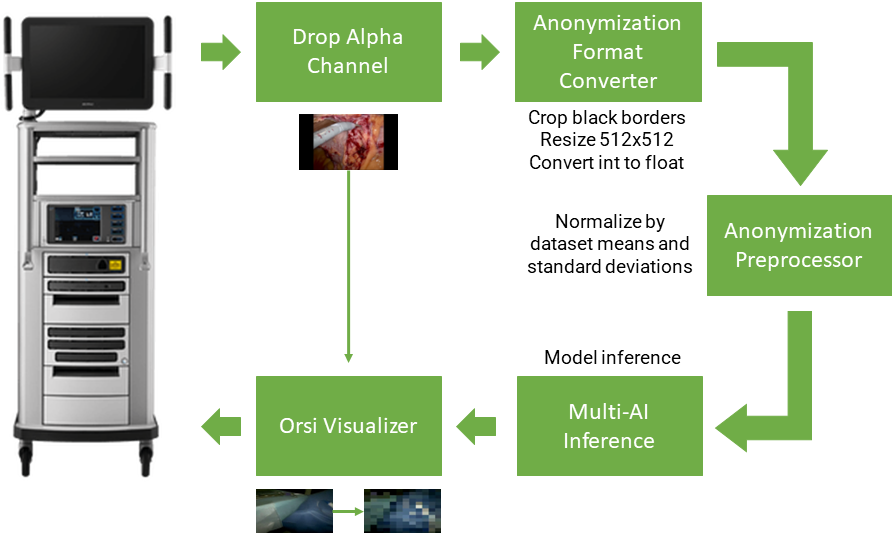 Drop Alpha
Channel
Anonymization
Format
Converter
Crop black borders
Resize 512x512
Convert int to float
Anonymization
Preprocessor
Normalize by
dataset means and
standard deviations
Model inference
Multi-AI
Inference
Orsi Visualizer